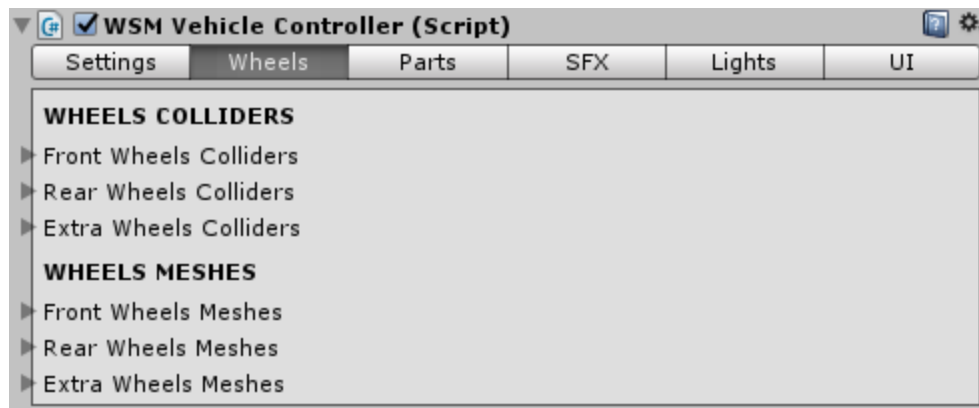 WSM Vehicle Controller (Script)
Settings Wheels Parts SFX Lights UI
WHEELS COLLIDERS
Front Wheels Colliders
Rear Wheels Colliders
Extra Wheels Colliders
WHEELS MESHES
Front Wheels Meshes
Rear Wheels Meshes
Extra Wheels Meshes